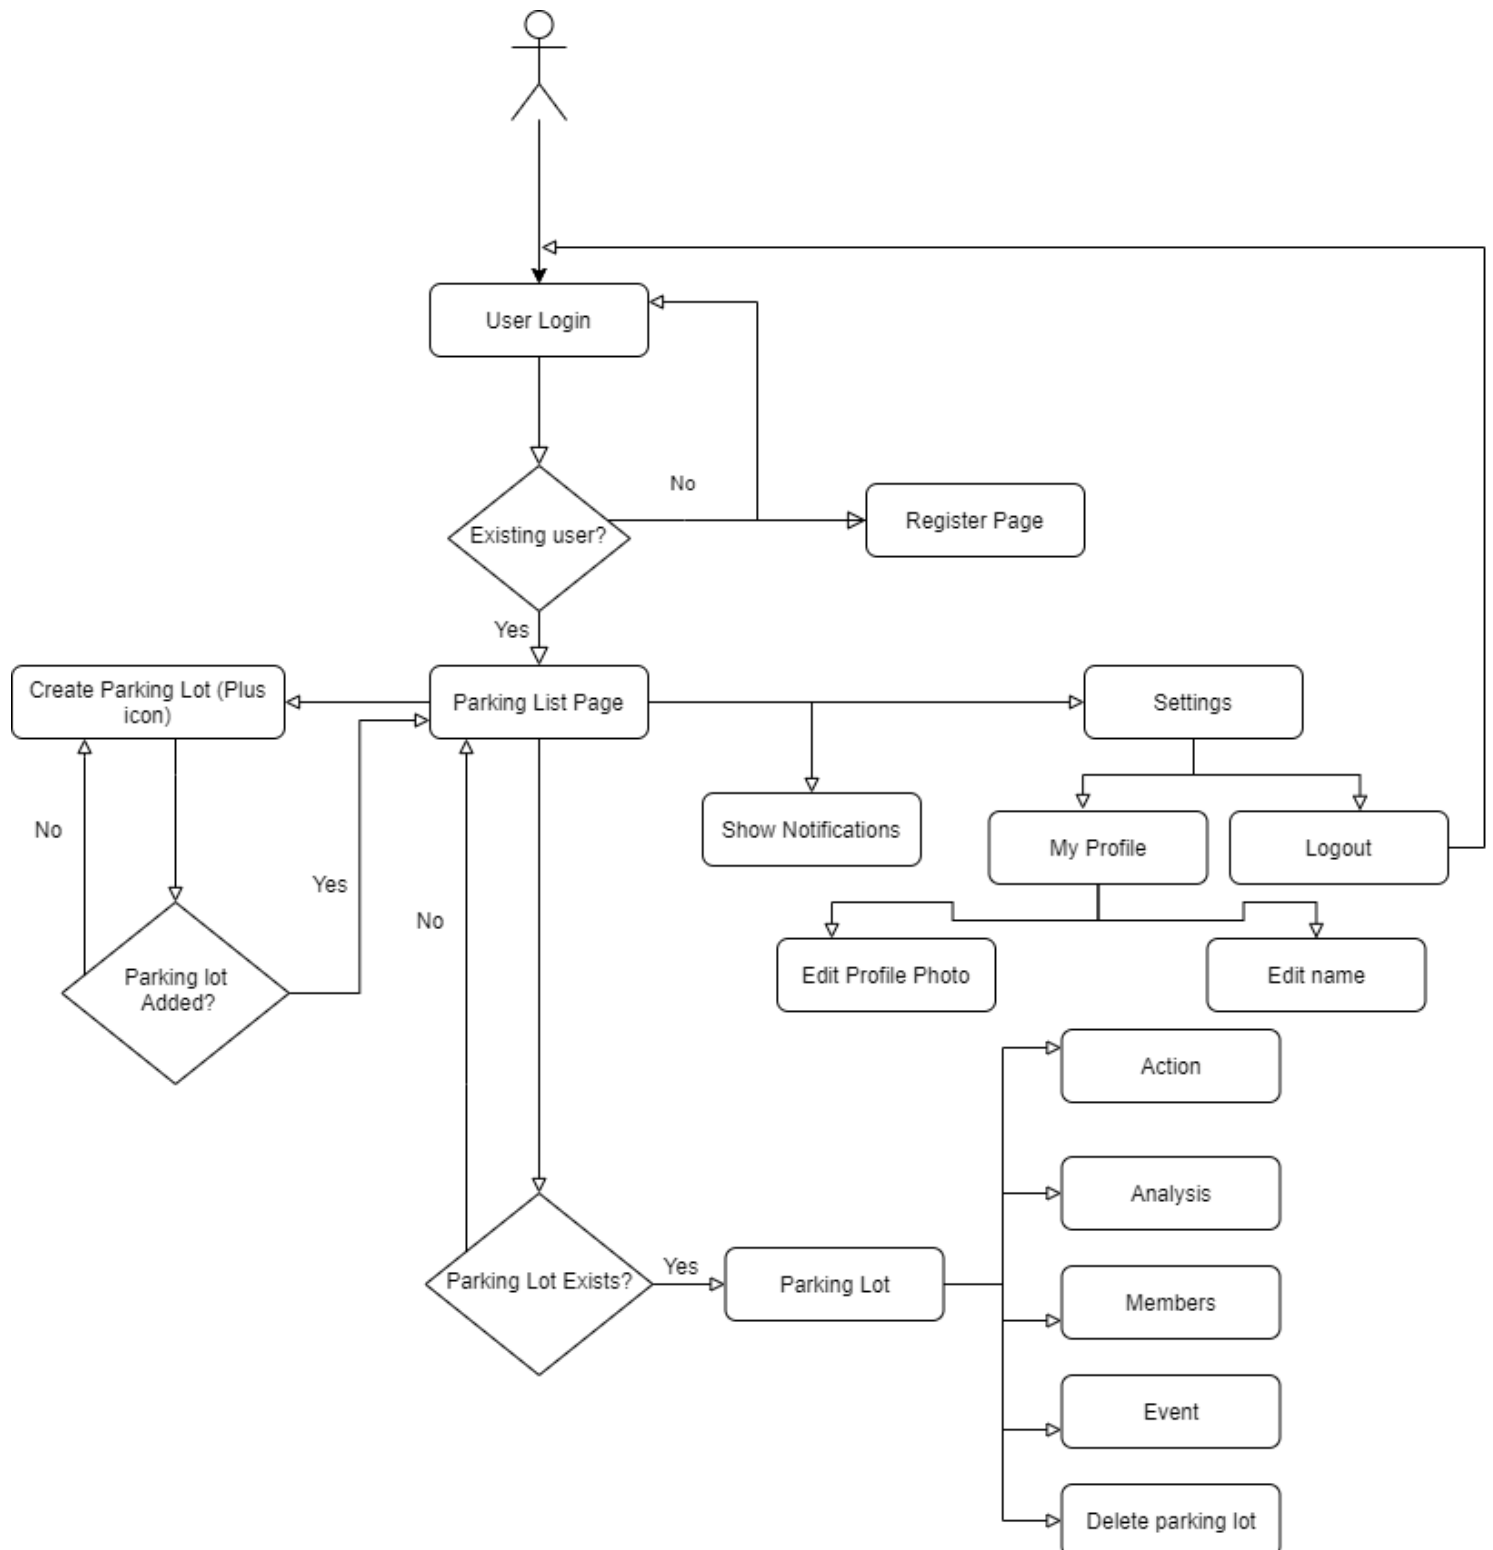 User Login
No
Register Page
Existing user?
Yes
Create Parking Lot (Plus
icon)
Parking List Page
Settings
No
Show Notifications
My Profile
Logout
Yes
No
Parking lot
Added?
Edit Profile Photo
Edit name
Action
Analysis
Yes
Parking Lot Exists?
Parking Lot
Members
Event
Delete parking lot